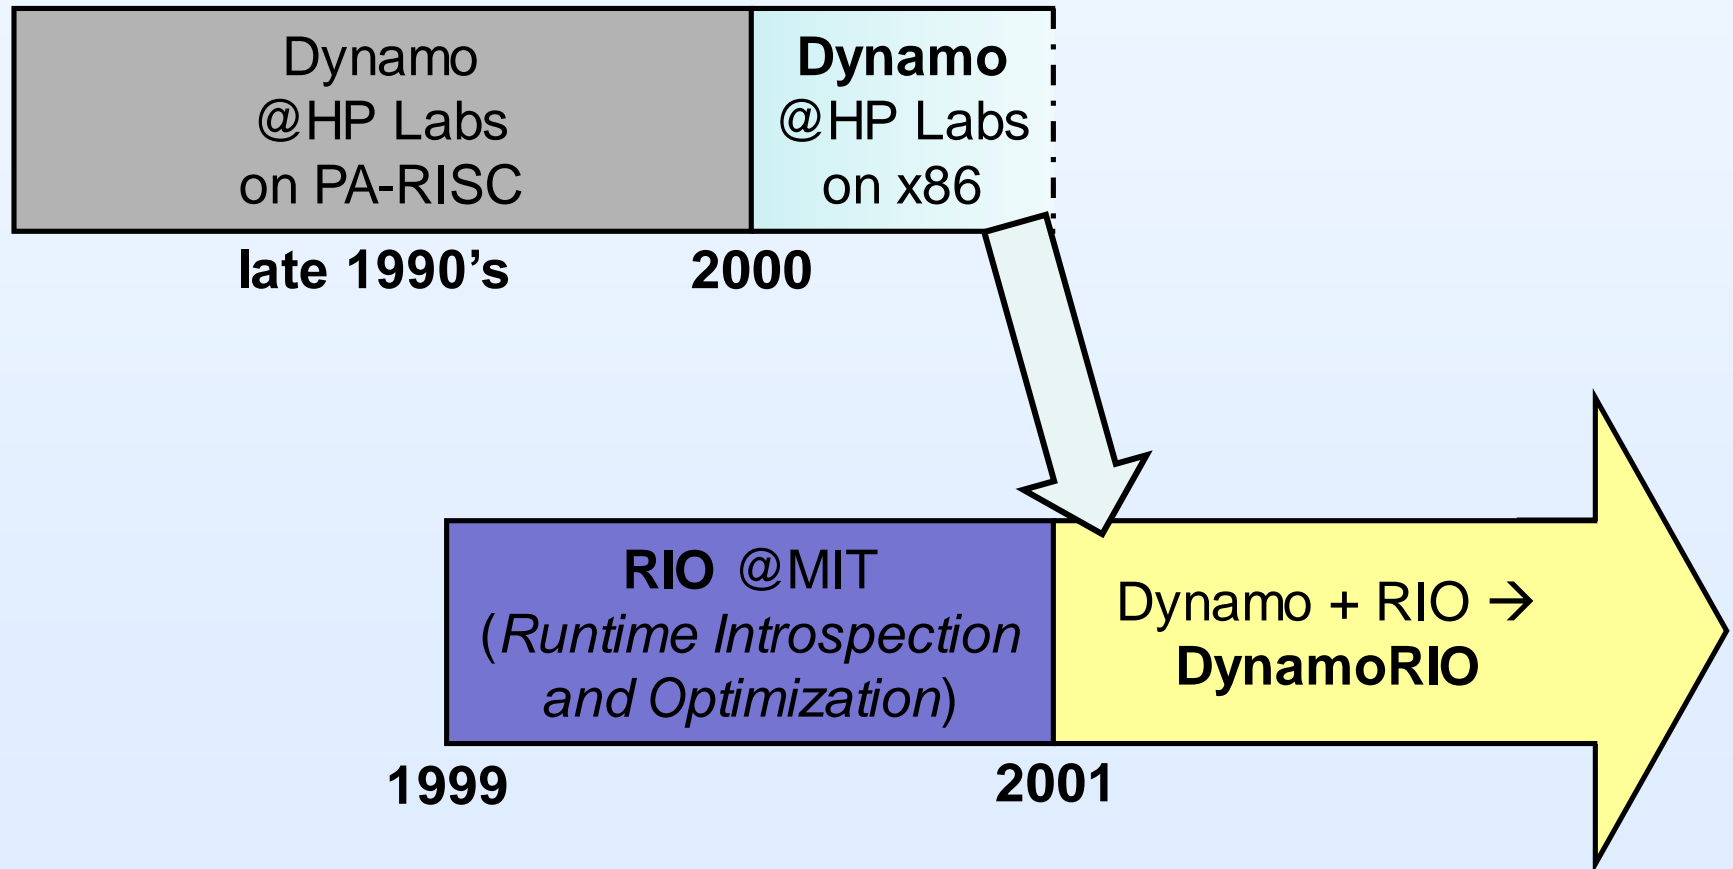 Dynamo
@HP Labs
on PA-RISC
Dynamo
@HP Labs
on x86
late 1990’s
2000
RIO @MIT
(Runtime Introspection
and Optimization)
Dynamo + RIO →
DynamoRIO
1999
2001